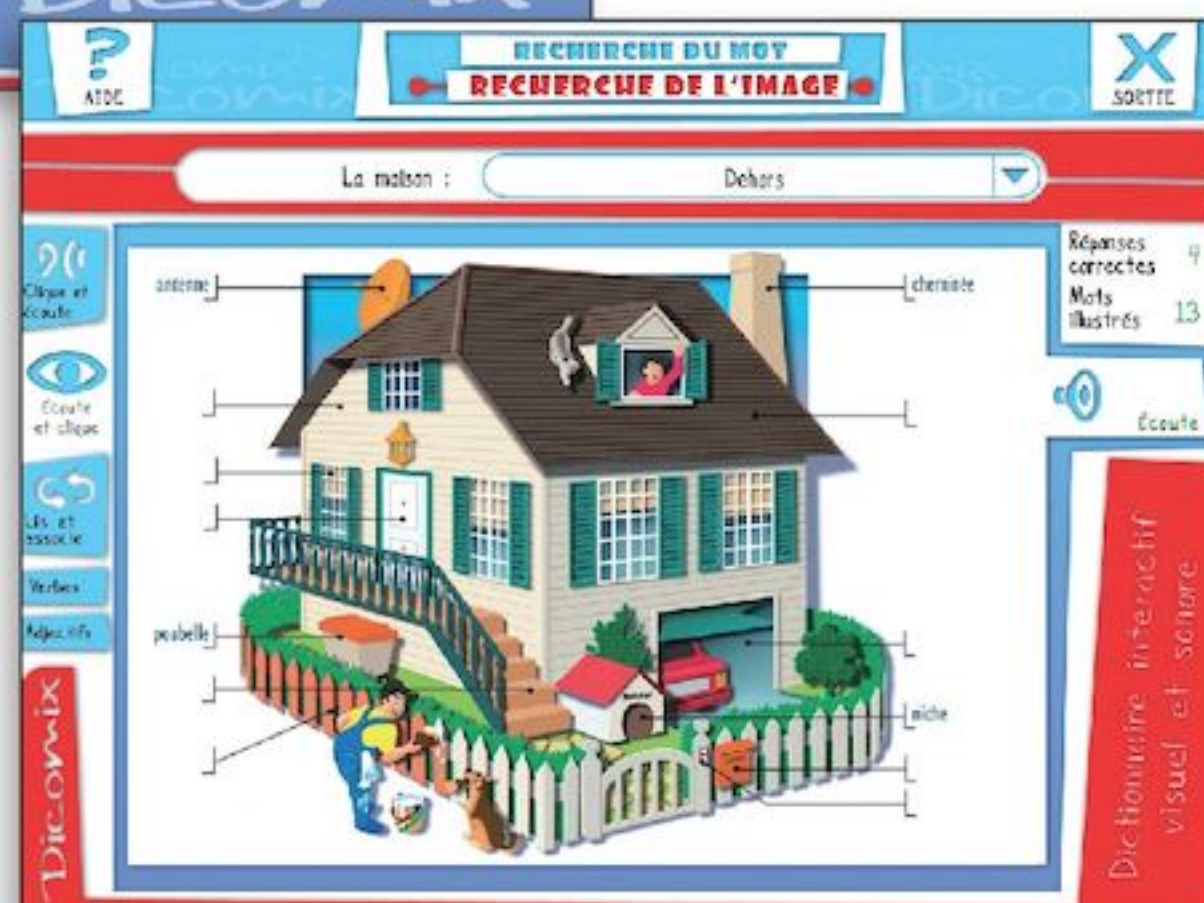 Dicomix
?
AIDE
RECHERCHE DU MOT
RECHERCHE DE L'IMAGE
X
SORTIE
La maison :
Dehors
Clique et
écoute
Écoute
et clique
Lis et
associe
Verbes
Adjectifs
Dicomix
antenne
poubelle
cheminée
niche
Réponses
correctes
4
Mots
illustrés
13
Écoute
Dictionnaire interactif
visuel et sonore